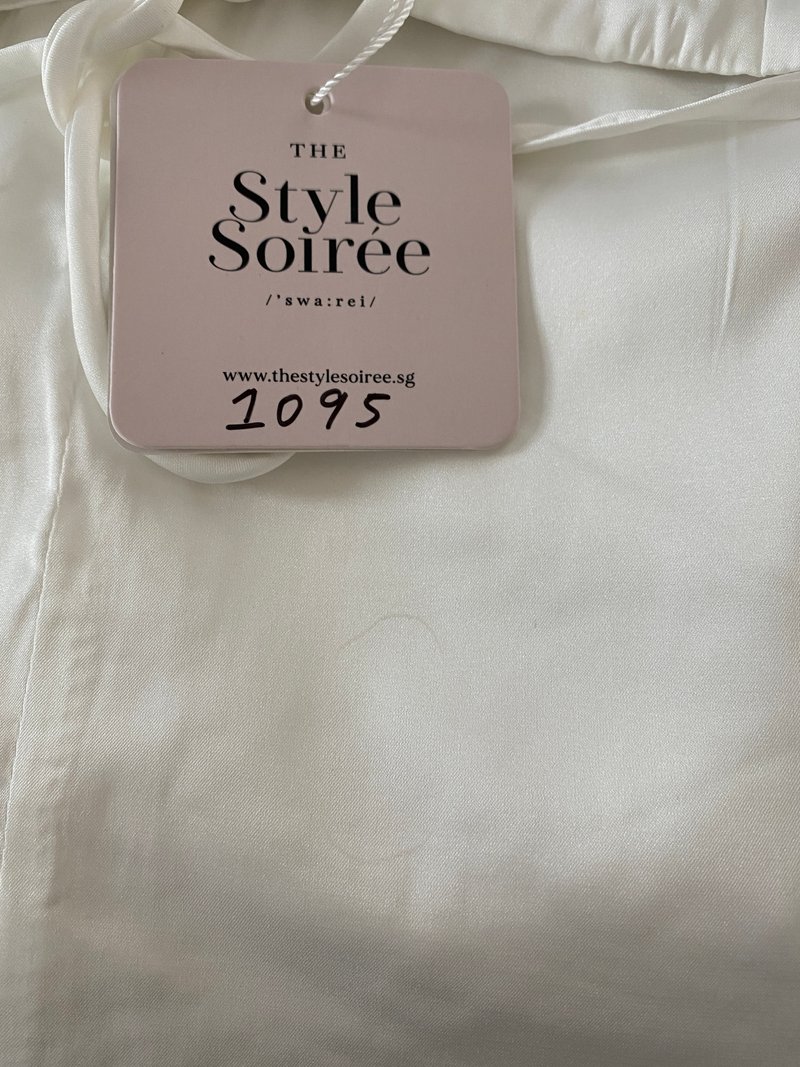 THE
Style
Soirée
/'swa:rei/
www.thestylesoiree.sg
1095